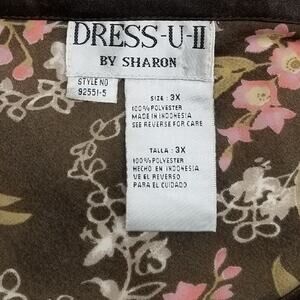 DRESS-U-II
BY SHARON
STYLE NO
92551-5
SIZE : 3X
100% POLYESTER
MADE IN INDONESIA
SEE REVERSE FOR CARE
TALLA : 3X
100% POLYESTER
HECHO EN INDONESIA
VE EL REVERSO
PARA EL CUIDADO